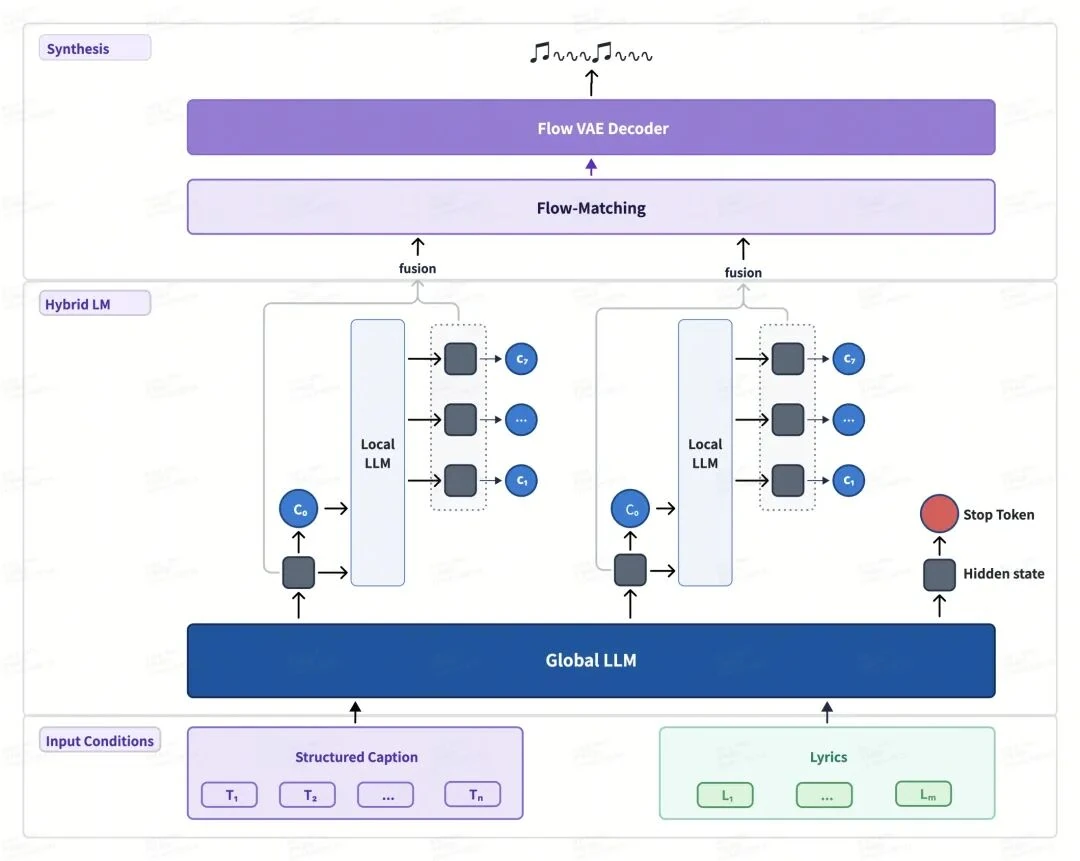 Synthesis
Flow VAE Decoder
Flow-Matching
fusion
fusion
Hybrid LM
C₇
C₇
...
...
Local
LLM
Local
LLM
C₁
C₁
C₀
C₀
Stop Token
Hidden state
Global LLM
Input Conditions
Structured Caption
T₁ T₂ ... Tₙ
Lyrics
L₁ ... Lₘ